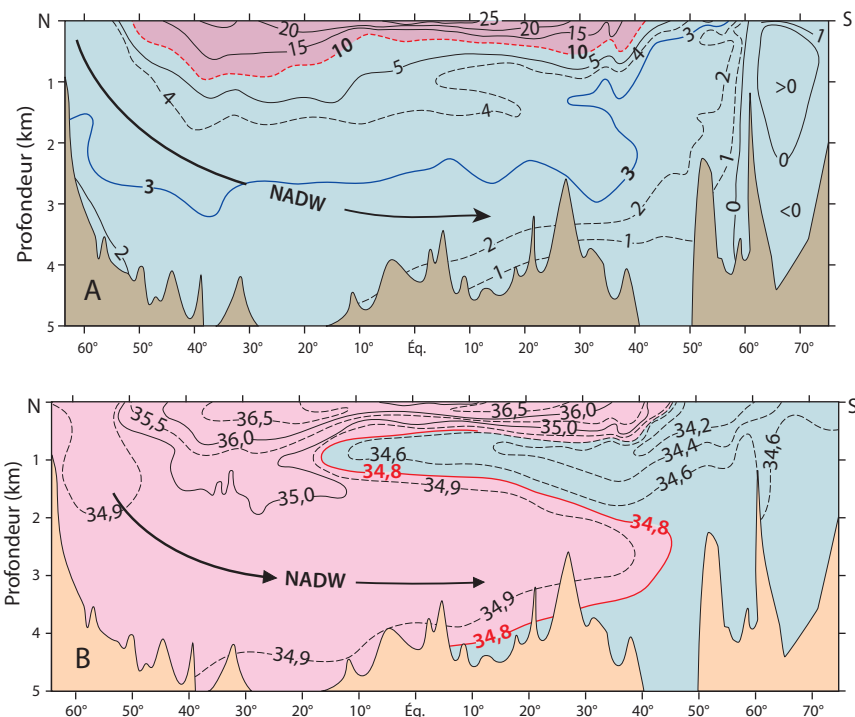 N 25 S
20 20 15
15 10 10 5 4 3 1
5 2
4 4 >0
1
2 1 0
3 3
NADW <0
2 2 0
2 1 1
Profondeur (km)
1
2
3
4
5
A
60° 50° 40° 30° 20° 10° Éq. 10° 20° 30° 40° 50° 60° 70°
N S
36,5 36,5 36,0
35,5 36,0 35,0 34,2
34,6 34,4 34,6
34,8 34,9 34,6
35,0
34,9 34,8
NADW
34,9
34,8
34,9
Profondeur (km)
1
2
3
4
5
B
60° 50° 40° 30° 20° 10° Éq. 10° 20° 30° 40° 50° 60° 70°